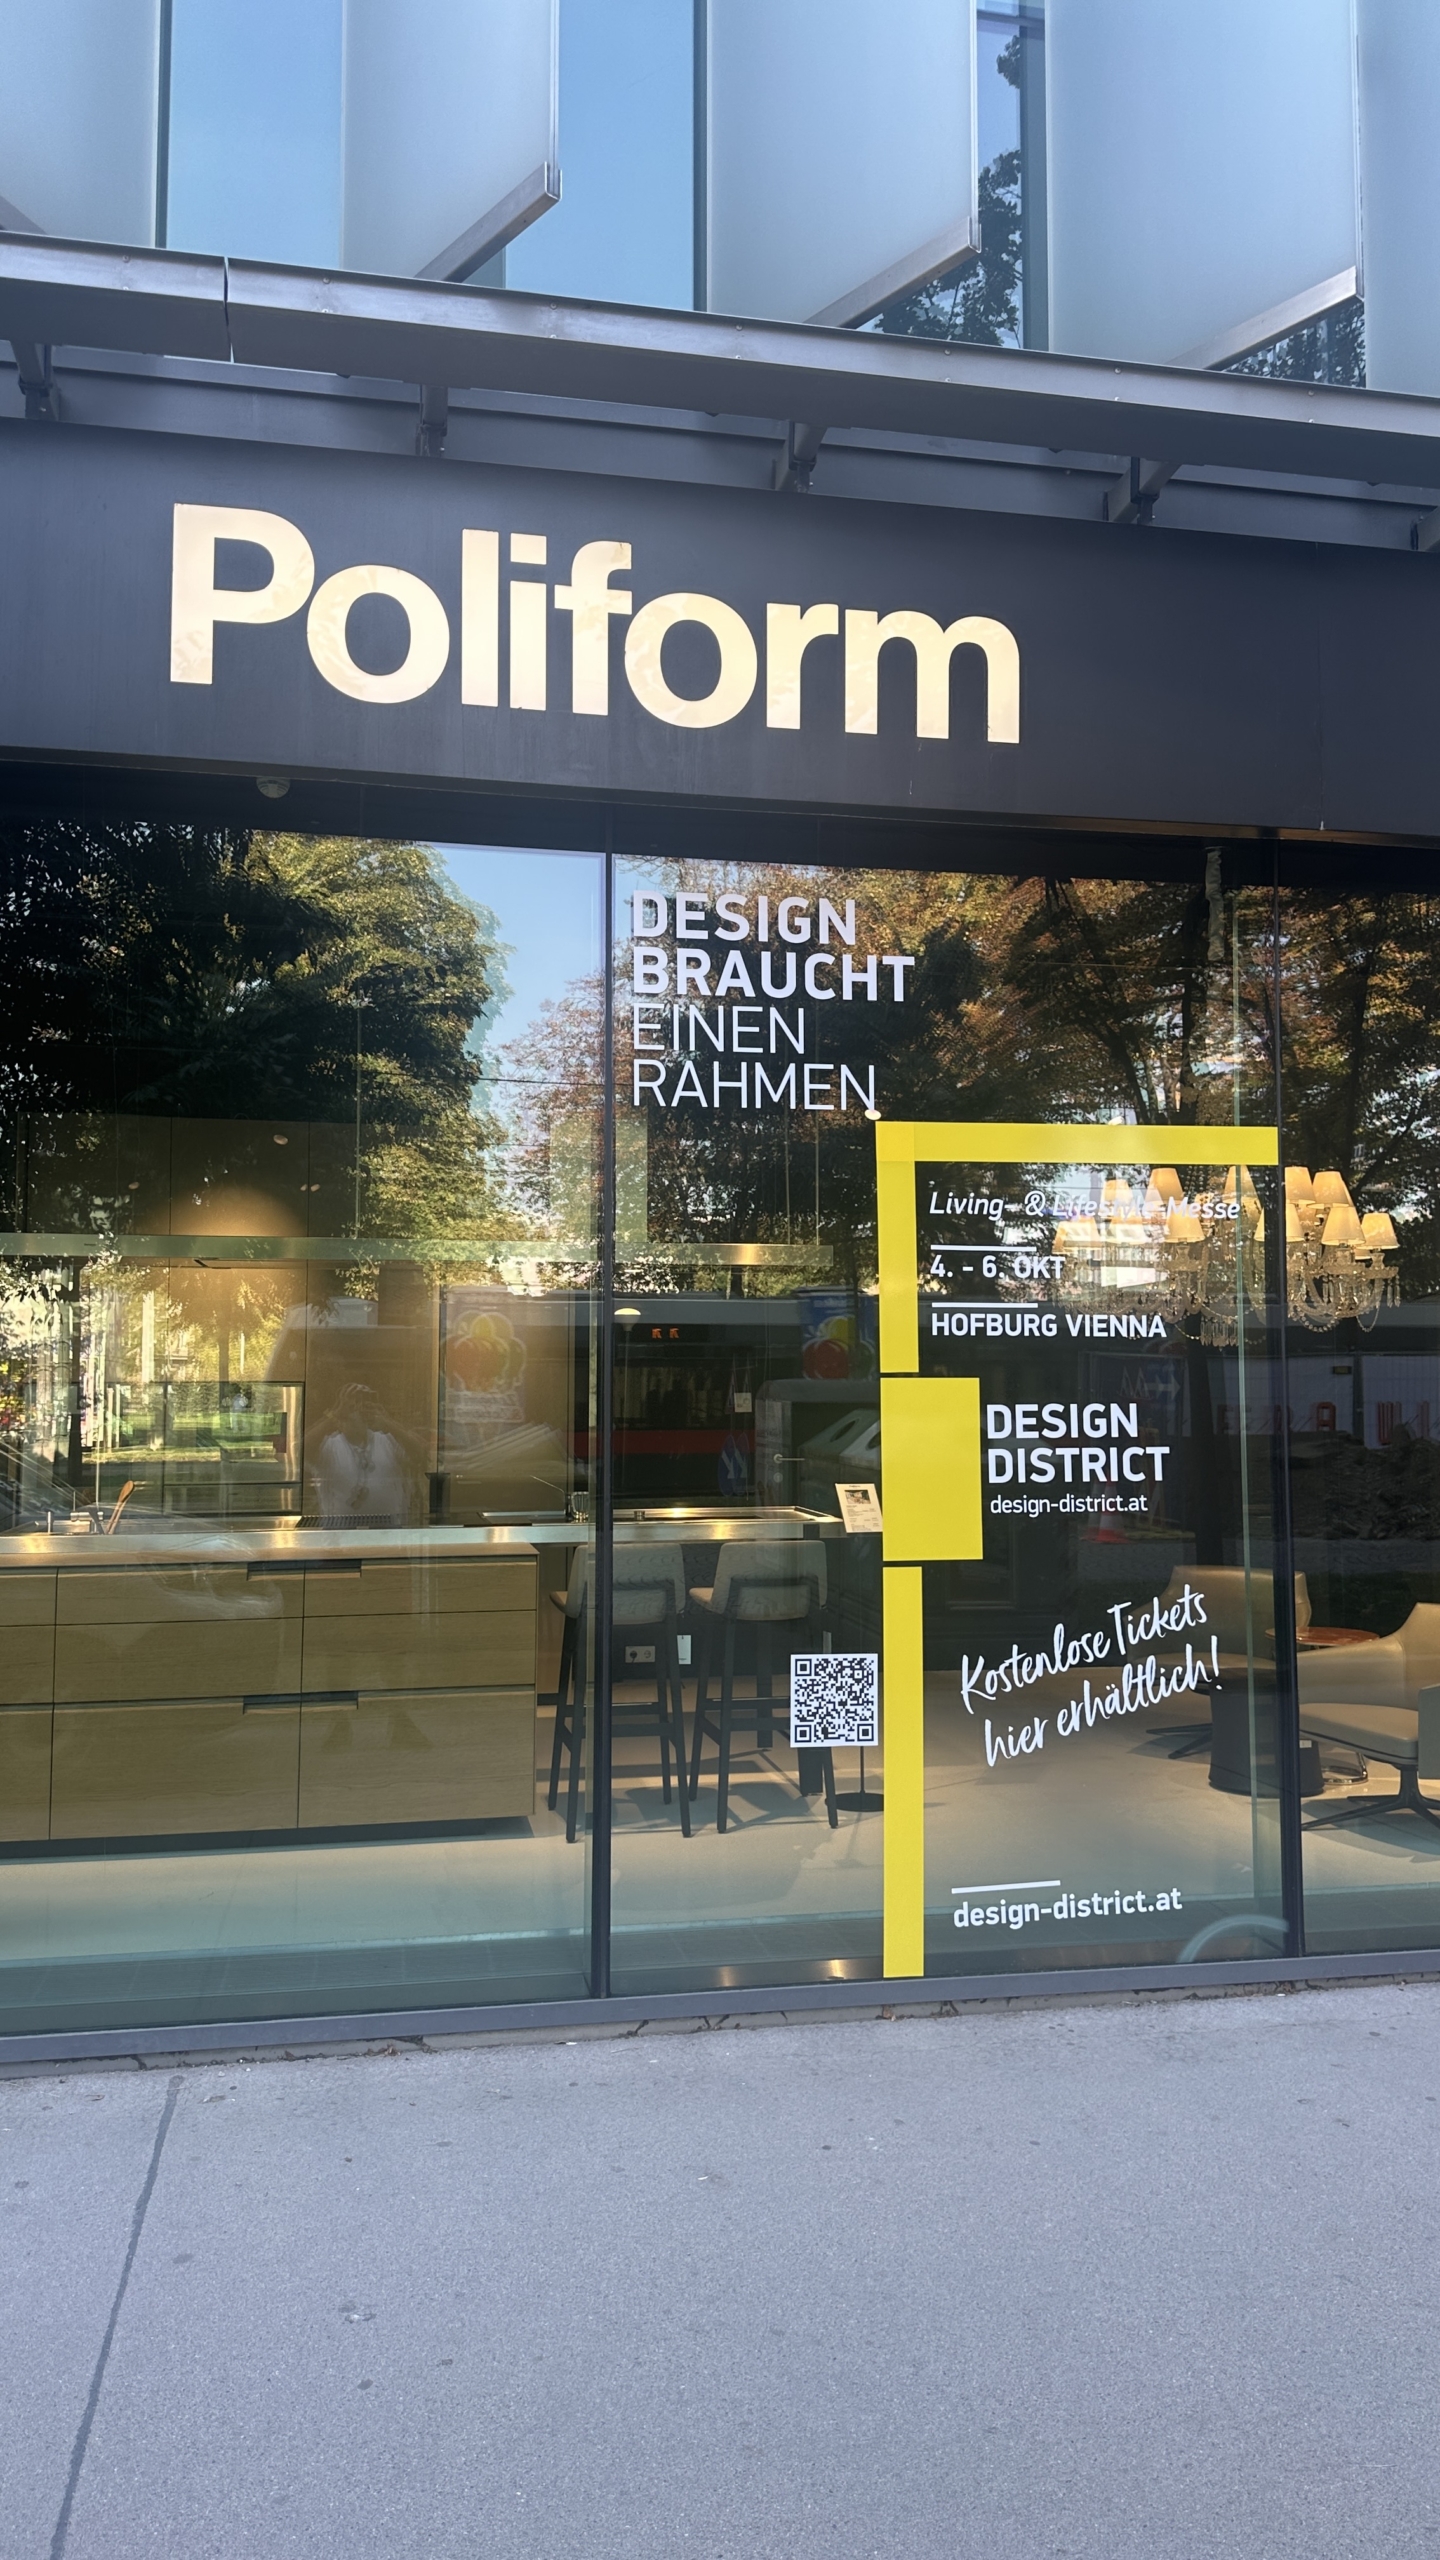 Poliform
DESIGN
BRAUCHT
EINEN
RAHMEN
Living- & Lifestyle-Messe
4. - 6. OKT
HOFBURG VIENNA
DESIGN
DISTRICT
design-district.at
Kostenlose Tickets
hier erhältlich!
design-district.at